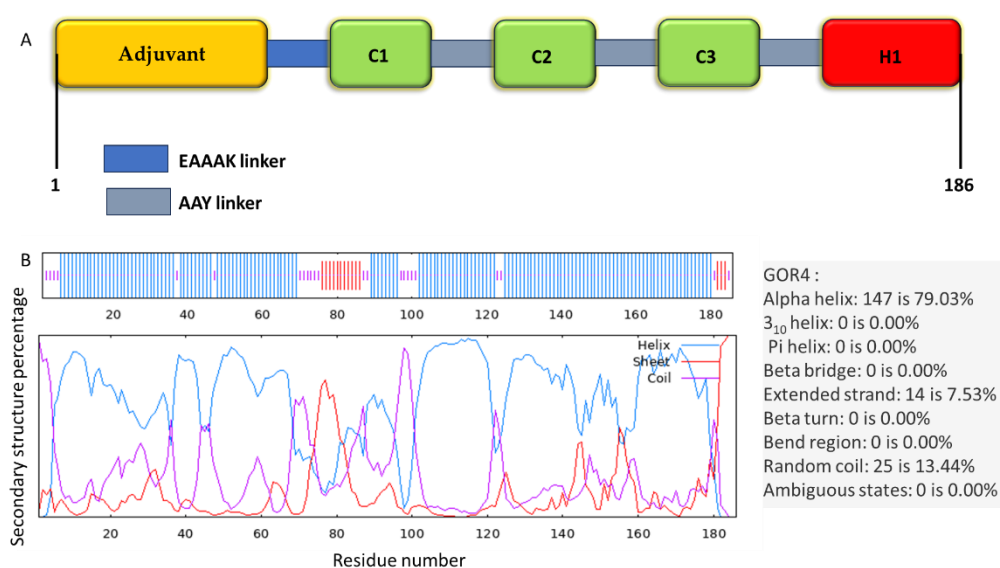 A
Adjuvant
C1
C2
C3
H1
1
186
EAAAK linker
AAY linker
B
20 40 60 80 100 120 140 160 180
Secondary structure percentage
Helix
Sheet
Coil
20 40 60 80 100 120 140 160 180
Residue number
GOR4 :
Alpha helix: 147 is 79.03%
3₁₀ helix: 0 is 0.00%
Pi helix: 0 is 0.00%
Beta bridge: 0 is 0.00%
Extended strand: 14 is 7.53%
Beta turn: 0 is 0.00%
Bend region: 0 is 0.00%
Random coil: 25 is 13.44%
Ambiguous states: 0 is 0.00%